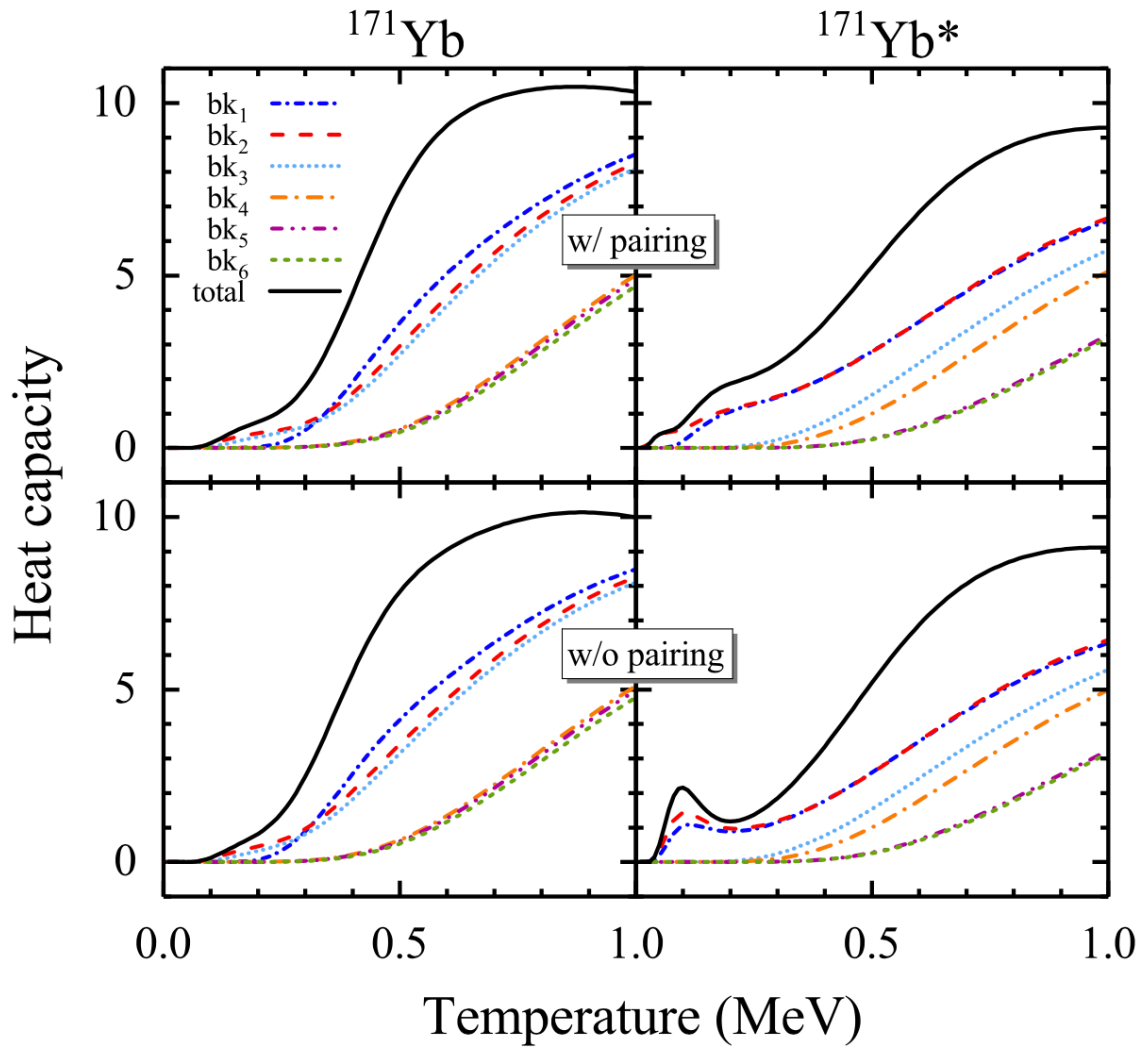 ¹⁷¹Yb ¹⁷¹Yb*
10
bk₁
bk₂
bk₃
bk₄
bk₅
bk₆
total
w/ pairing
5
0
Heat capacity
10
w/o pairing
5
0
0.0 0.5 1.0 0.5 1.0
Temperature (MeV)